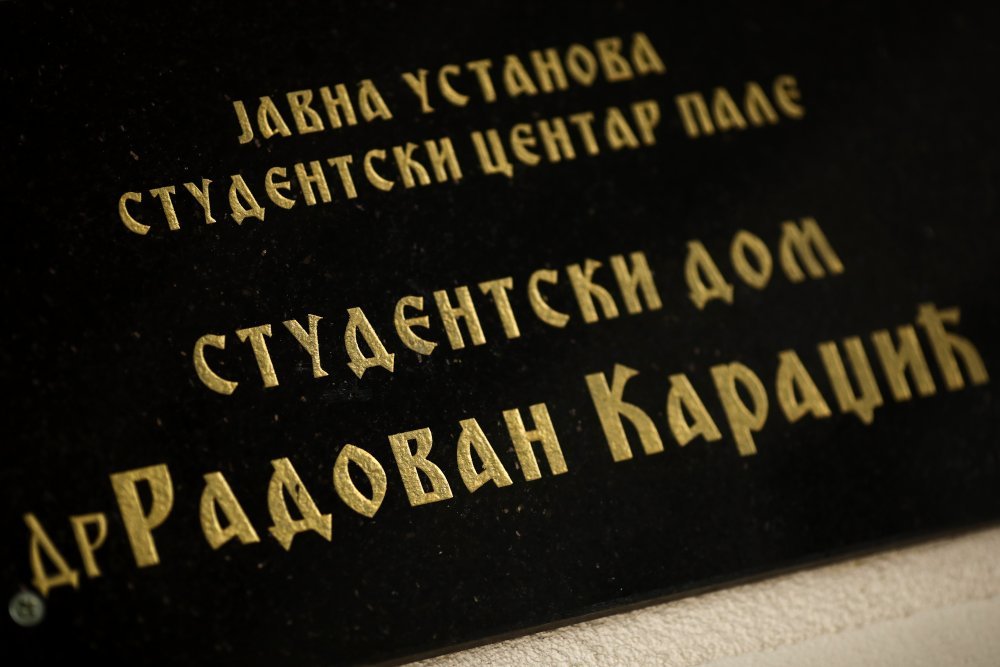 ЈАВНА УСТАНОВА
СТУДЕНТСКИ ЦЕНТАР ПАЛЕ
СТУДЕНТСКИ ДОМ
ДР РАДОВАН КАРАЏИЋ